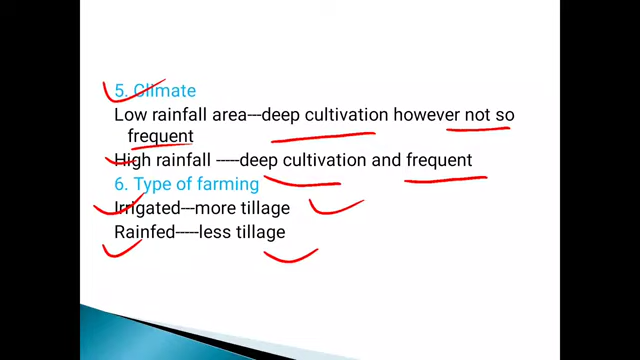 5. Climate
Low rainfall area---deep cultivation however not so
frequent
High rainfall -----deep cultivation and frequent
6. Type of farming
Irrigated---more tillage
Rainfed-----less tillage